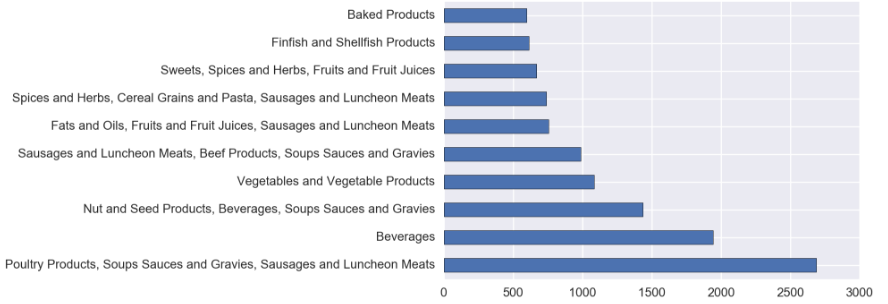 Baked Products
Finfish and Shellfish Products
Sweets, Spices and Herbs, Fruits and Fruit Juices
Spices and Herbs, Cereal Grains and Pasta, Sausages and Luncheon Meats
Fats and Oils, Fruits and Fruit Juices, Sausages and Luncheon Meats
Sausages and Luncheon Meats, Beef Products, Soups Sauces and Gravies
Vegetables and Vegetable Products
Nut and Seed Products, Beverages, Soups Sauces and Gravies
Beverages
Poultry Products, Soups Sauces and Gravies, Sausages and Luncheon Meats
0 500 1000 1500 2000 2500 3000